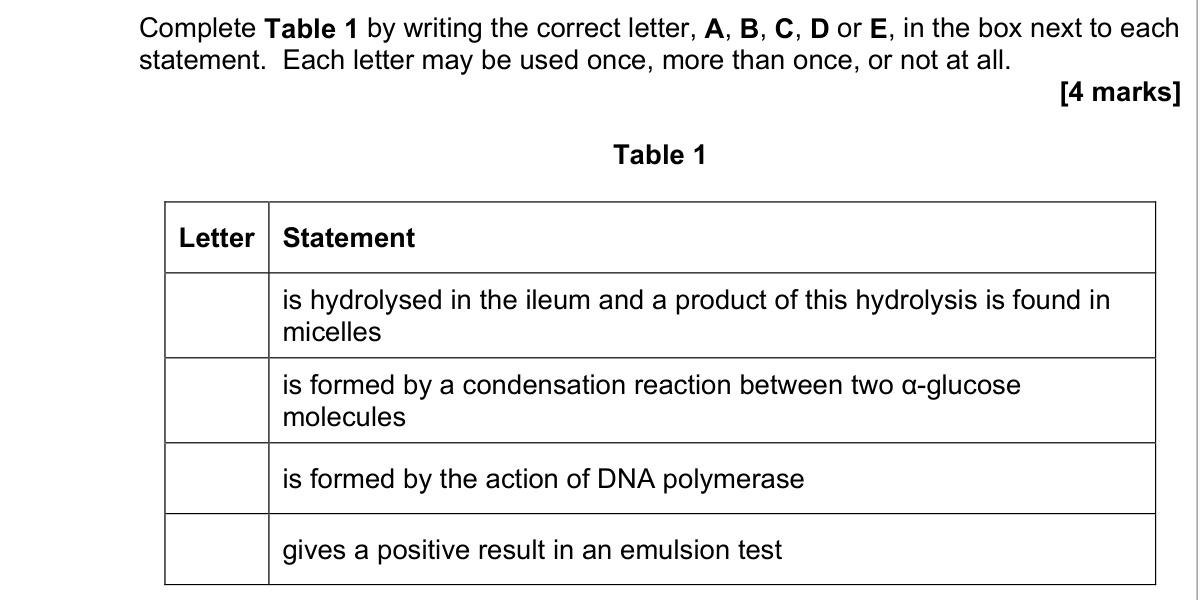 Complete Table 1 by writing the correct letter, A, B, C, D or E, in the box next to each
statement.  Each letter may be used once, more than once, or not at all.
[4 marks]
Table 1
Letter Statement
is hydrolysed in the ileum and a product of this hydrolysis is found in
micelles
is formed by a condensation reaction between two α-glucose
molecules
is formed by the action of DNA polymerase
gives a positive result in an emulsion test